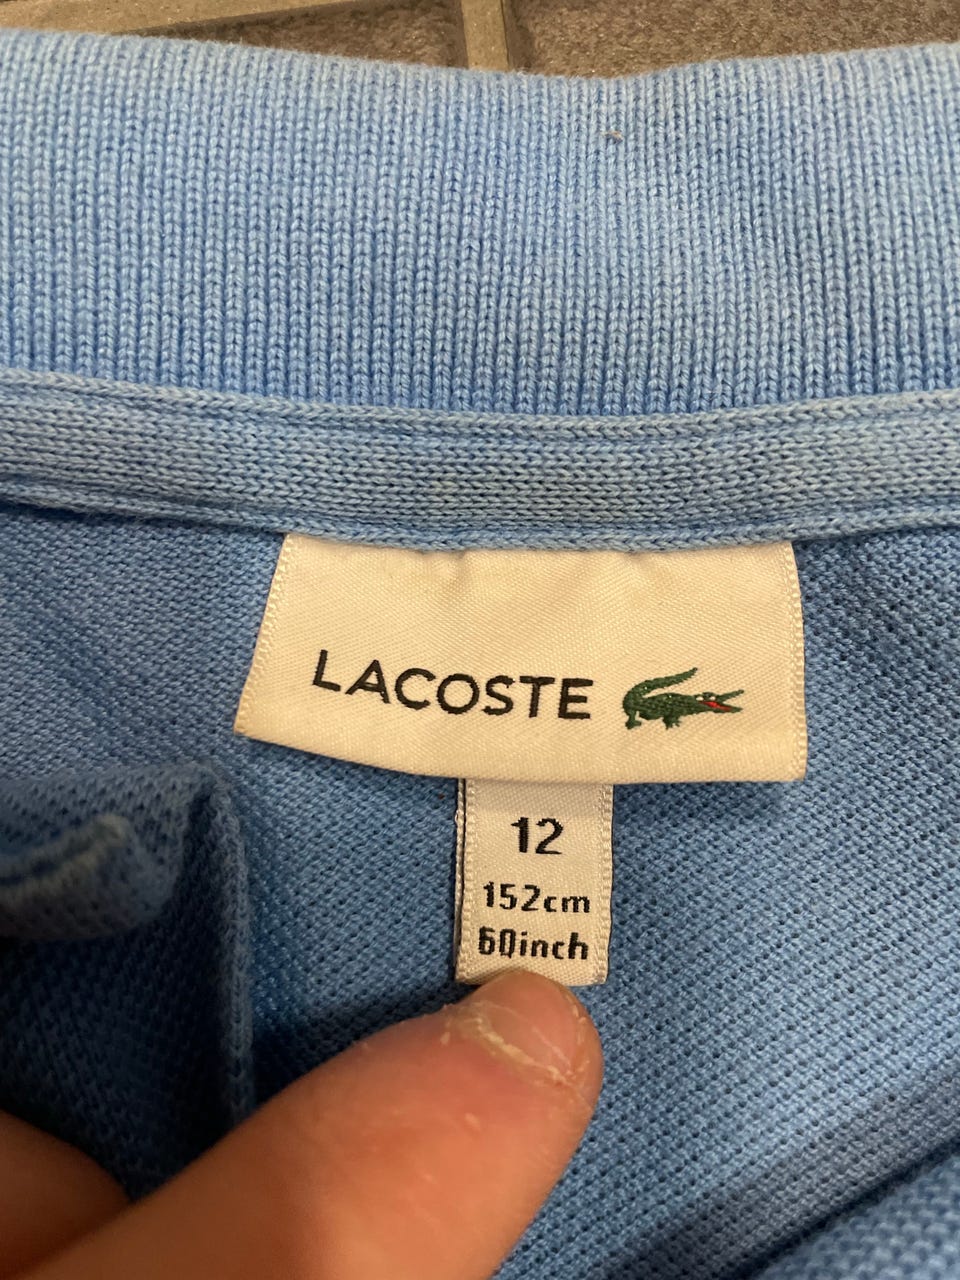 LACOSTE
12
152cm
60inch